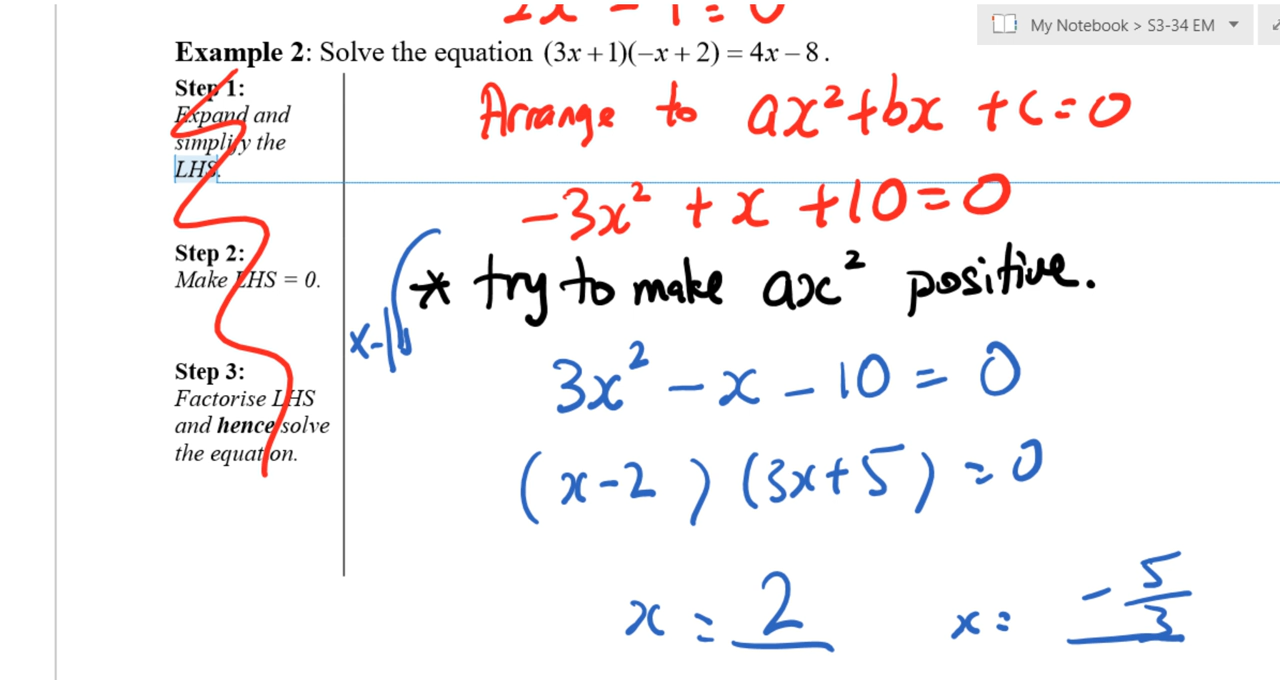 2x - 1 = 0
My Notebook > S3-34 EM
Example 2: Solve the equation (3x+1)(−x+2) = 4x−8.
Step 1:
Expand and
simplify the
LHS.
Step 2:
Make LHS = 0.
Step 3:
Factorise LHS
and hence solve
the equation.
Arrange to ax²+bx+c=0
-3x² + x +10=0
* try to make ax² positive.
x-1
3x² - x - 10 = 0
(x-2)(3x+5) = 0
x = 2 x = -5/3